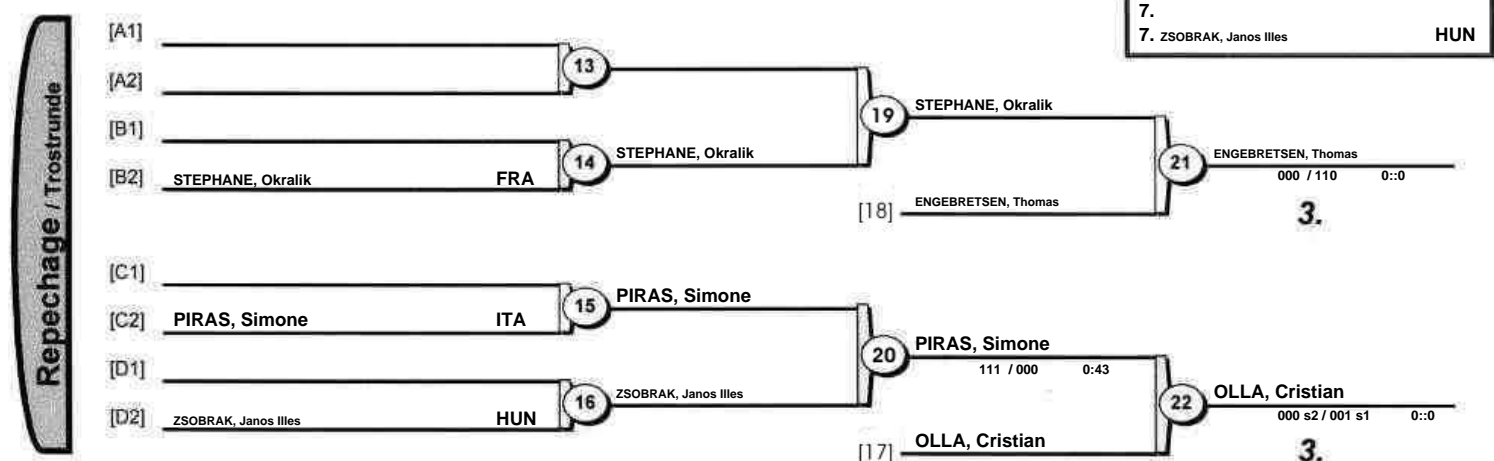 7.
7. ZSOBRAK, Janos Illes HUN
Repechage / Trostrunde
[A1]
13
[A2]
[B1]
19
STEPHANE, Okralik
14
STEPHANE, Okralik
[B2] STEPHANE, Okralik FRA
21
ENGEBRETSEN, Thomas
000 / 110 0::0
[18] ENGEBRETSEN, Thomas
3.
[C1]
15
PIRAS, Simone
[C2] PIRAS, Simone ITA
20
PIRAS, Simone
111 / 000 0:43
[D1]
16
ZSOBRAK, Janos Illes
[D2] ZSOBRAK, Janos Illes HUN
22
OLLA, Cristian
000 s2 / 001 s1 0::0
[17] OLLA, Cristian
3.